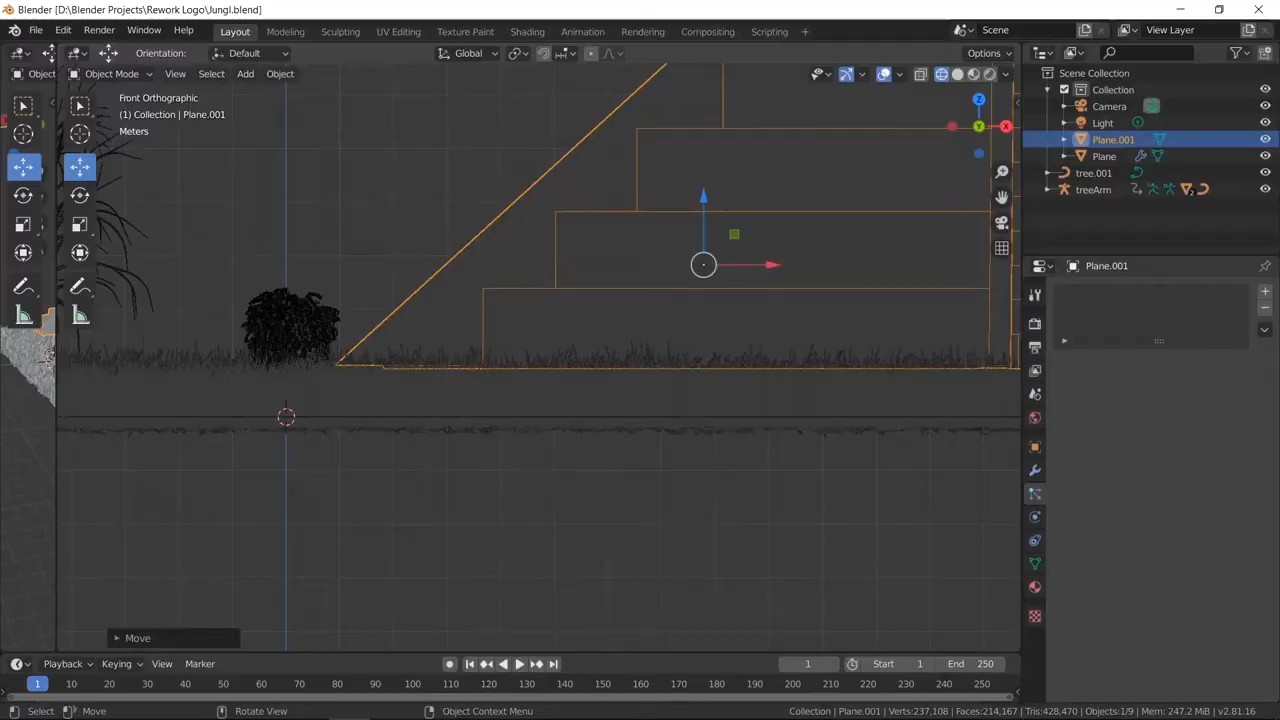 Blender [D:\Blender Projects\Rework Logo\Jungl.blend]
File Edit Render Window Help Layout Modeling Sculpting UV Editing Texture Paint Shading Animation Rendering Compositing Scripting + Scene View Layer
Orientation: Default Global Options
Object Object Mode View Select Add Object
Front Orthographic
(1) Collection | Plane.001
Meters
Z
Y
X
Scene Collection
Collection
Camera
Light
Plane.001
Plane
tree.001
treeArm
2
Plane.001
Move
Playback Keying View Marker 1 Start 1 End 250
1 10 20 30 40 50 60 70 80 90 100 110 120 130 140 150 160 170 180 190 200 210 220 230 240 250
Select Move Rotate View Object Context Menu Collection | Plane.001 | Verts:237,108 | Faces:214,167 | Tris:428,470 | Objects:1/9 | Mem: 247.2 MiB | v2.81.16